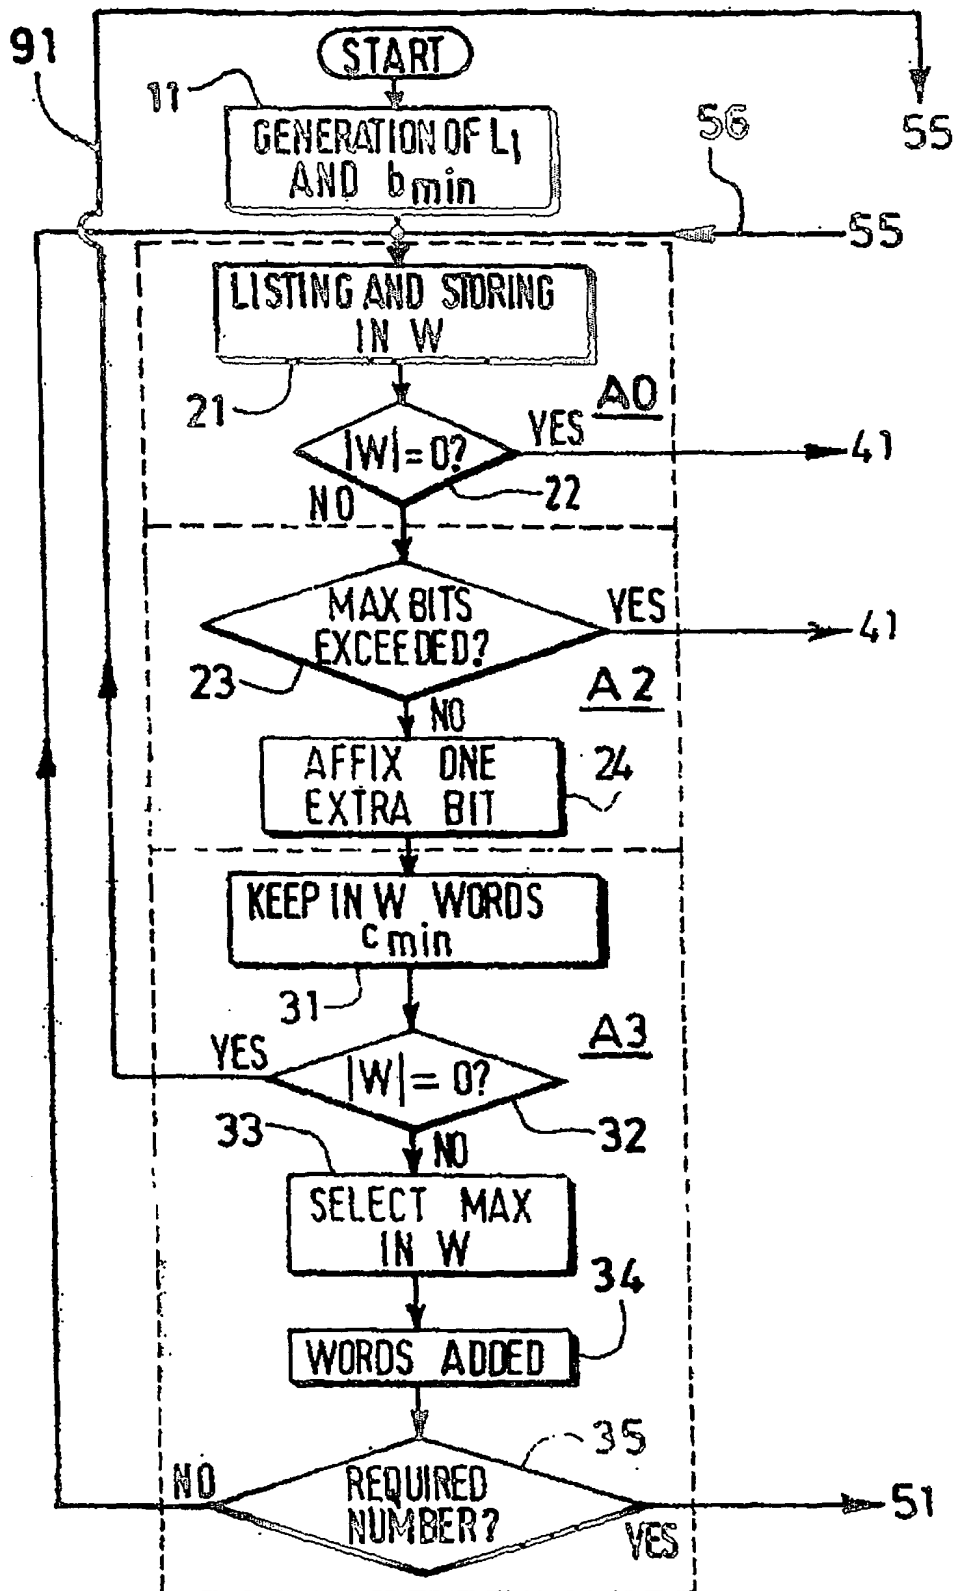 91
START
11
GENERATION OF L1
AND bmin
56
55
55
LISTING AND STORING
IN W
21
A0
|W| = 0?
YES
41
22
NO
MAX BITS
EXCEEDED?
YES
41
23
A2
NO
AFFIX ONE
EXTRA BIT
24
KEEP IN W WORDS
cmin
31
A3
YES
|W| = 0?
33
32
NO
SELECT MAX
IN W
34
WORDS ADDED
35
NO
REQUIRED
NUMBER?
51
YES